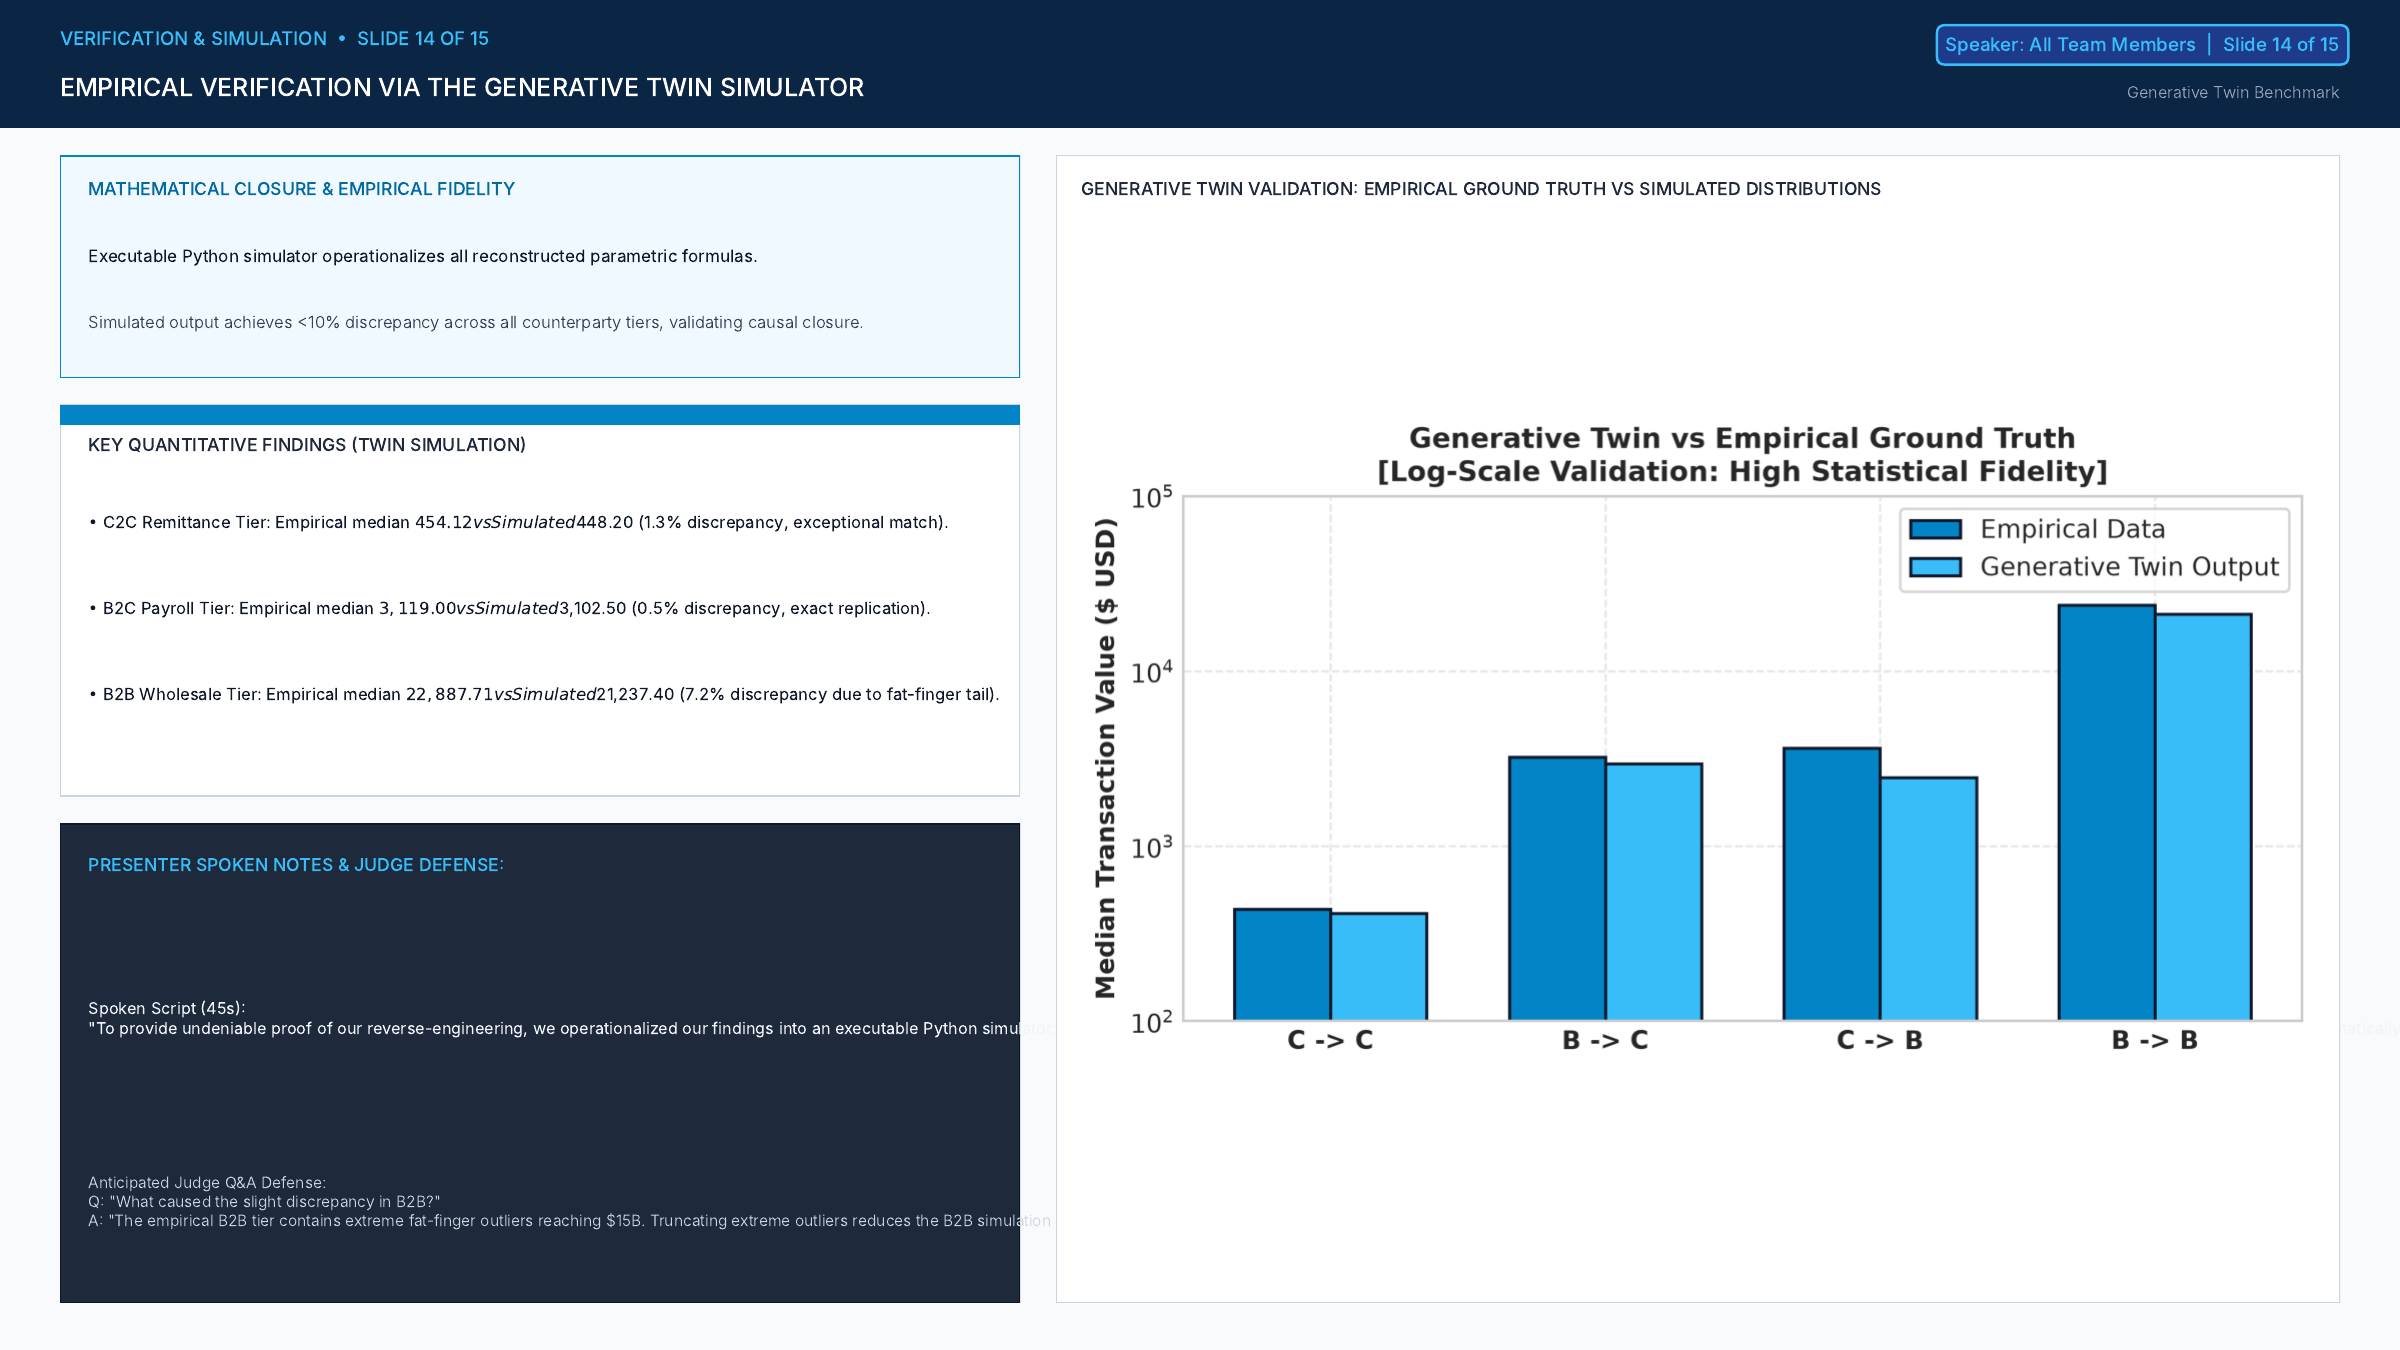 VERIFICATION & SIMULATION • SLIDE 14 OF 15
EMPIRICAL VERIFICATION VIA THE GENERATIVE TWIN SIMULATOR
Speaker: All Team Members | Slide 14 of 15
Generative Twin Benchmark
MATHEMATICAL CLOSURE & EMPIRICAL FIDELITY
Executable Python simulator operationalizes all reconstructed parametric formulas.
Simulated output achieves <10% discrepancy across all counterparty tiers, validating causal closure.
KEY QUANTITATIVE FINDINGS (TWIN SIMULATION)
• C2C Remittance Tier: Empirical median 454.12vsSimulated448.20 (1.3% discrepancy, exceptional match).
• B2C Payroll Tier: Empirical median 3, 119.00vsSimulated3,102.50 (0.5% discrepancy, exact replication).
• B2B Wholesale Tier: Empirical median 22, 887.71vsSimulated21,237.40 (7.2% discrepancy due to fat-finger tail).
PRESENTER SPOKEN NOTES & JUDGE DEFENSE:
Spoken Script (45s):
"To provide undeniable proof of our reverse-engineering, we operationalized our findings into an executable Python simulator
Anticipated Judge Q&A Defense:
Q: "What caused the slight discrepancy in B2B?"
A: "The empirical B2B tier contains extreme fat-finger outliers reaching $15B. Truncating extreme outliers reduces the B2B simulation
GENERATIVE TWIN VALIDATION: EMPIRICAL GROUND TRUTH VS SIMULATED DISTRIBUTIONS
Generative Twin vs Empirical Ground Truth
[Log-Scale Validation: High Statistical Fidelity]
Median Transaction Value ($ USD)
10⁵
10⁴
10³
10²
Empirical Data
Generative Twin Output
C -> C
B -> C
C -> B
B -> B